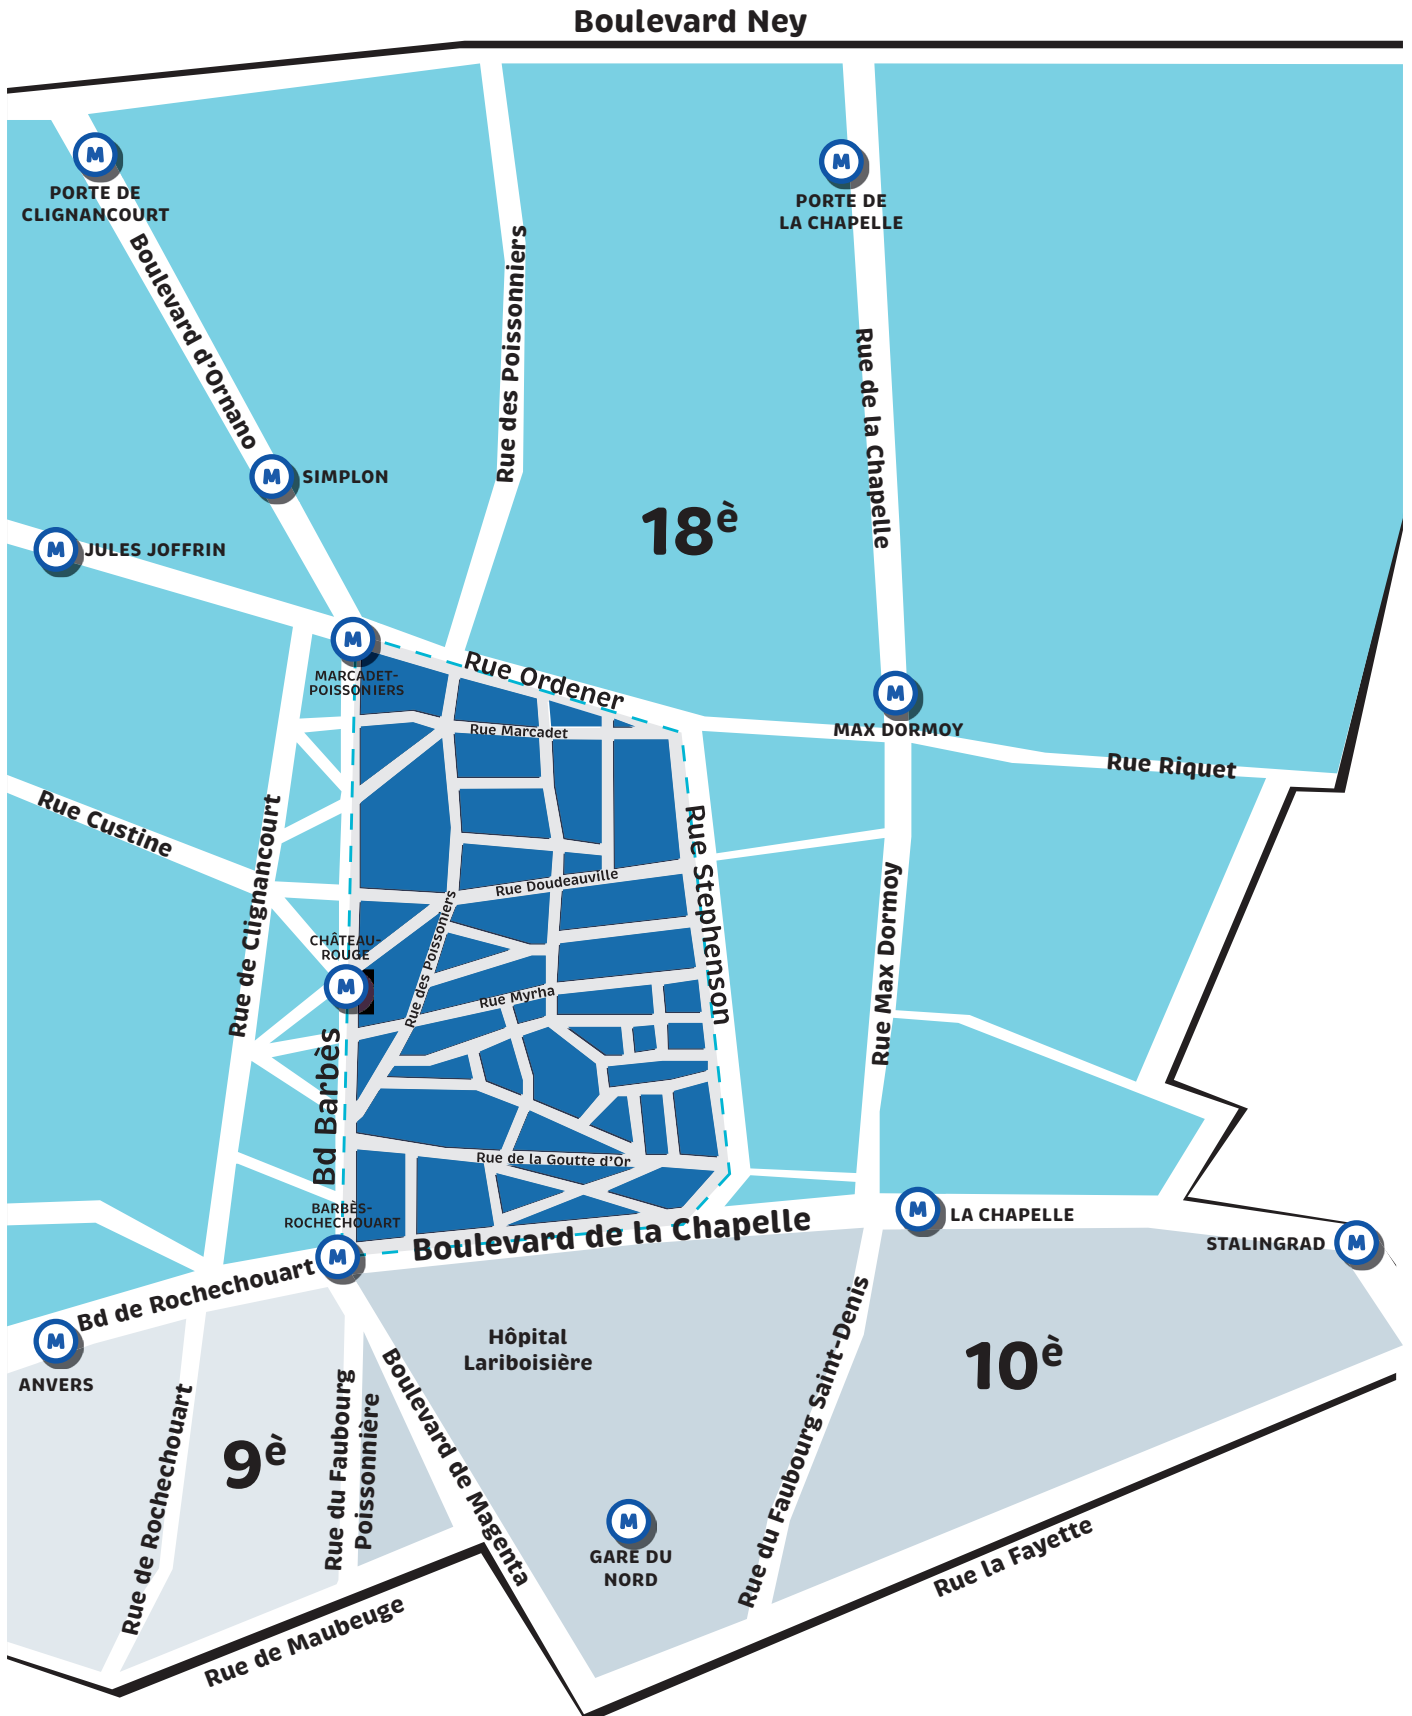 Boulevard Ney
M
PORTE DE
CLIGNANCOURT
M
PORTE DE
LA CHAPELLE
Boulevard d'Ornano
Rue des Poissonniers
Rue de la Chapelle
M
SIMPLON
18è
M
JULES JOFFRIN
M
MARCADET-
POISSONIERS
Rue Ordener
M
MAX DORMOY
Rue Marcadet
Rue Riquet
Rue Custine
Rue de Clignancourt
Rue Stephenson
Rue Doudeauville
Rue Max Dormoy
Rue des Poissoniers
CHÂTEAU-
ROUGE
M
Rue Myrha
Bd Barbès
Rue de la Goutte d'Or
BARBÈS-
ROCHECHOUART
M
Boulevard de la Chapelle
M
LA CHAPELLE
STALINGRAD
M
Bd de Rochechouart
M
ANVERS
Hôpital
Lariboisière
10è
9è
Rue de Rochechouart
Rue du Faubourg
Poissonnière
Boulevard de Magenta
Rue du Faubourg Saint-Denis
M
GARE DU
NORD
Rue la Fayette
Rue de Maubeuge